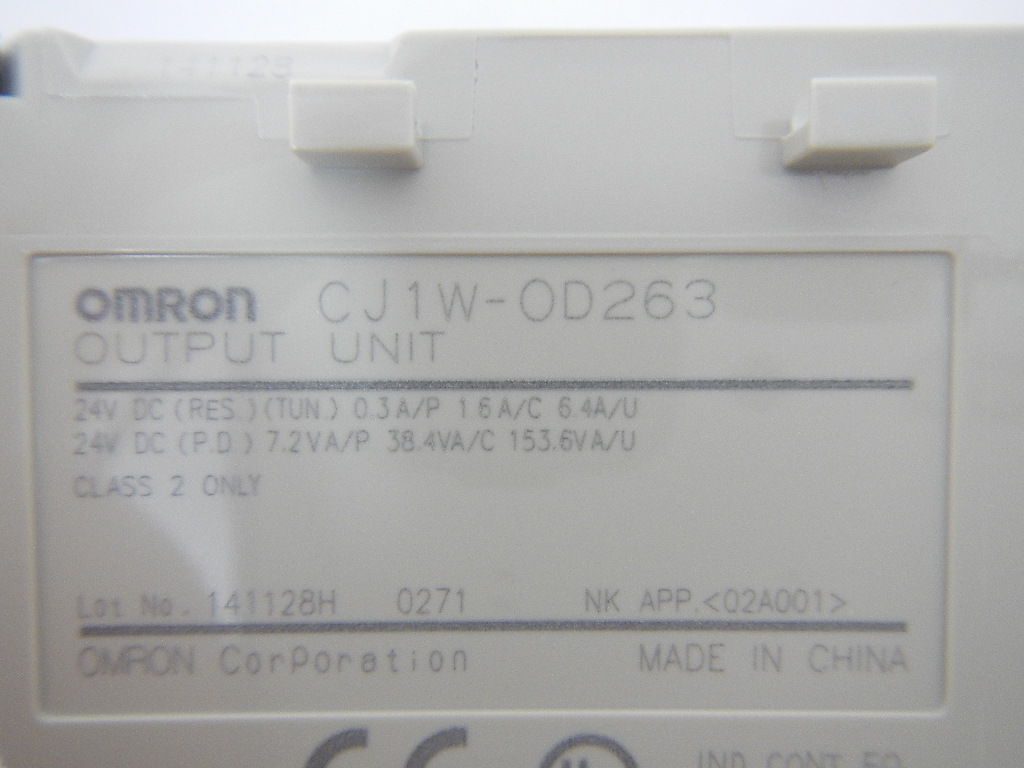 141128
OMRON CJ1W-OD263
OUTPUT UNIT
24V DC (RES.)(TUN.) 0.3A/P 1.6A/C 6.4A/U
24V DC (P.D.) 7.2VA/P 38.4VA/C 153.6VA/U
CLASS 2 ONLY
Lot No. 141128H 0271 NK APP.<02A001>
OMRON CorPoration MADE IN CHINA
CE IND.CONT.EQ.